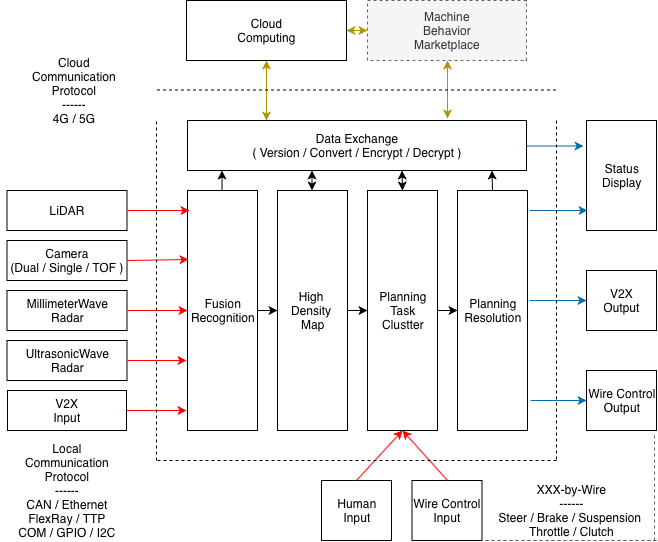 Cloud
Computing
Machine
Behavior
Marketplace
Cloud
Communication
Protocol
------
4G / 5G
Data Exchange
( Version / Convert / Encrypt / Decrypt )
Status
Display
LiDAR
Camera
(Dual / Single / TOF )
MillimeterWave
Radar
UltrasonicWave
Radar
V2X
Input
Fusion
Recognition
High
Density
Map
Planning
Task
Clustter
Planning
Resolution
V2X
Output
Wire Control
Output
Local
Communication
Protocol
------
CAN / Ethernet
FlexRay / TTP
COM / GPIO / I2C
Human
Input
Wire Control
Input
XXX-by-Wire
------
Steer / Brake / Suspension
Throttle / Clutch